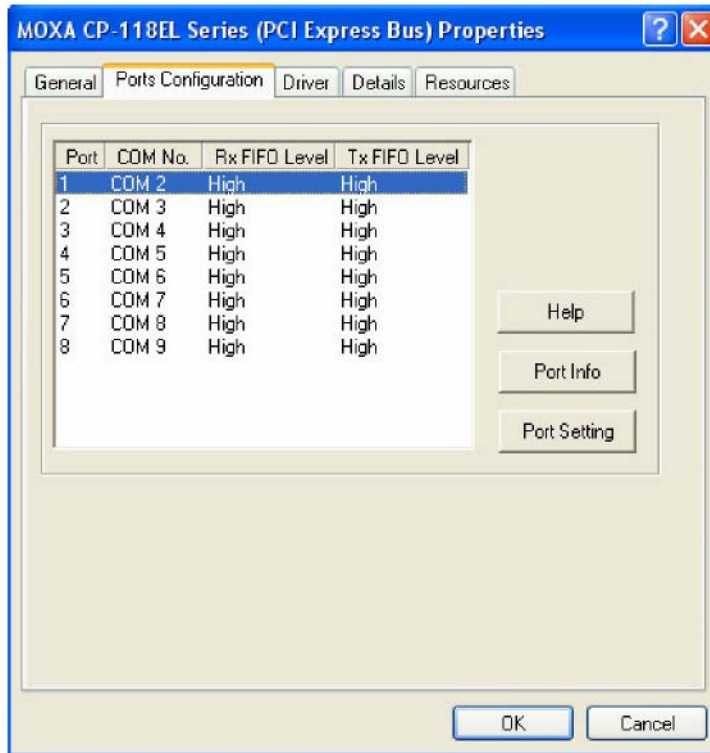 MOXA CP-118EL Series (PCI Express Bus) Properties
General Ports Configuration Driver Details Resources
Port COM No. Rx FIFO Level Tx FIFO Level
1 COM 2 High High
2 COM 3 High High
3 COM 4 High High
4 COM 5 High High
5 COM 6 High High
6 COM 7 High High
7 COM 8 High High
8 COM 9 High High
Help
Port Info
Port Setting
OK Cancel